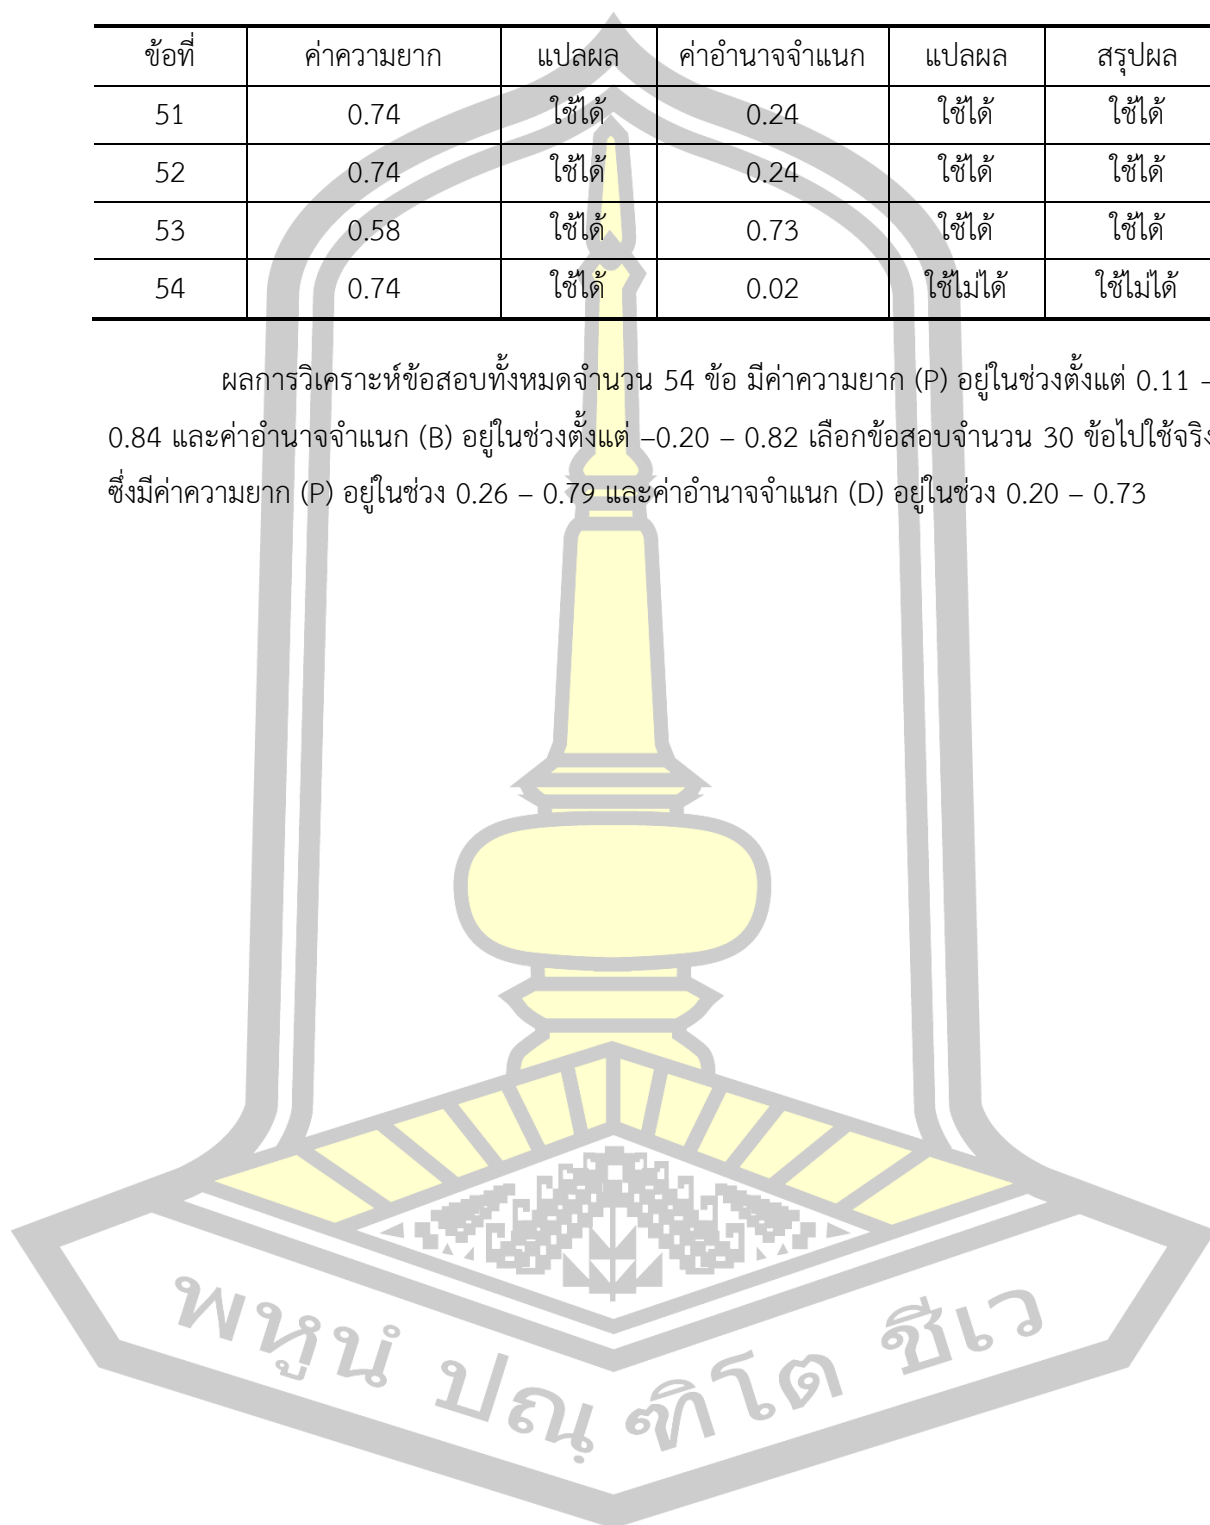 ข้อที่ ค่าความยาก แปลผล ค่าอำนาจจำแนก แปลผล สรุปผล
51 0.74 ใช้ได้ 0.24 ใช้ได้ ใช้ได้
52 0.74 ใช้ได้ 0.24 ใช้ได้ ใช้ได้
53 0.58 ใช้ได้ 0.73 ใช้ได้ ใช้ได้
54 0.74 ใช้ได้ 0.02 ใช้ไม่ได้ ใช้ไม่ได้
ผลการวิเคราะห์ข้อสอบทั้งหมดจำนวน 54 ข้อ มีค่าความยาก (P) อยู่ในช่วงตั้งแต่ 0.11 –
0.84 และค่าอำนาจจำแนก (B) อยู่ในช่วงตั้งแต่ –0.20 – 0.82 เลือกข้อสอบจำนวน 30 ข้อไปใช้จริง
ซึ่งมีค่าความยาก (P) อยู่ในช่วง 0.26 – 0.79 และค่าอำนาจจำแนก (D) อยู่ในช่วง 0.20 – 0.73
พหูนํ ปณฺ ฑิโต ชีเว